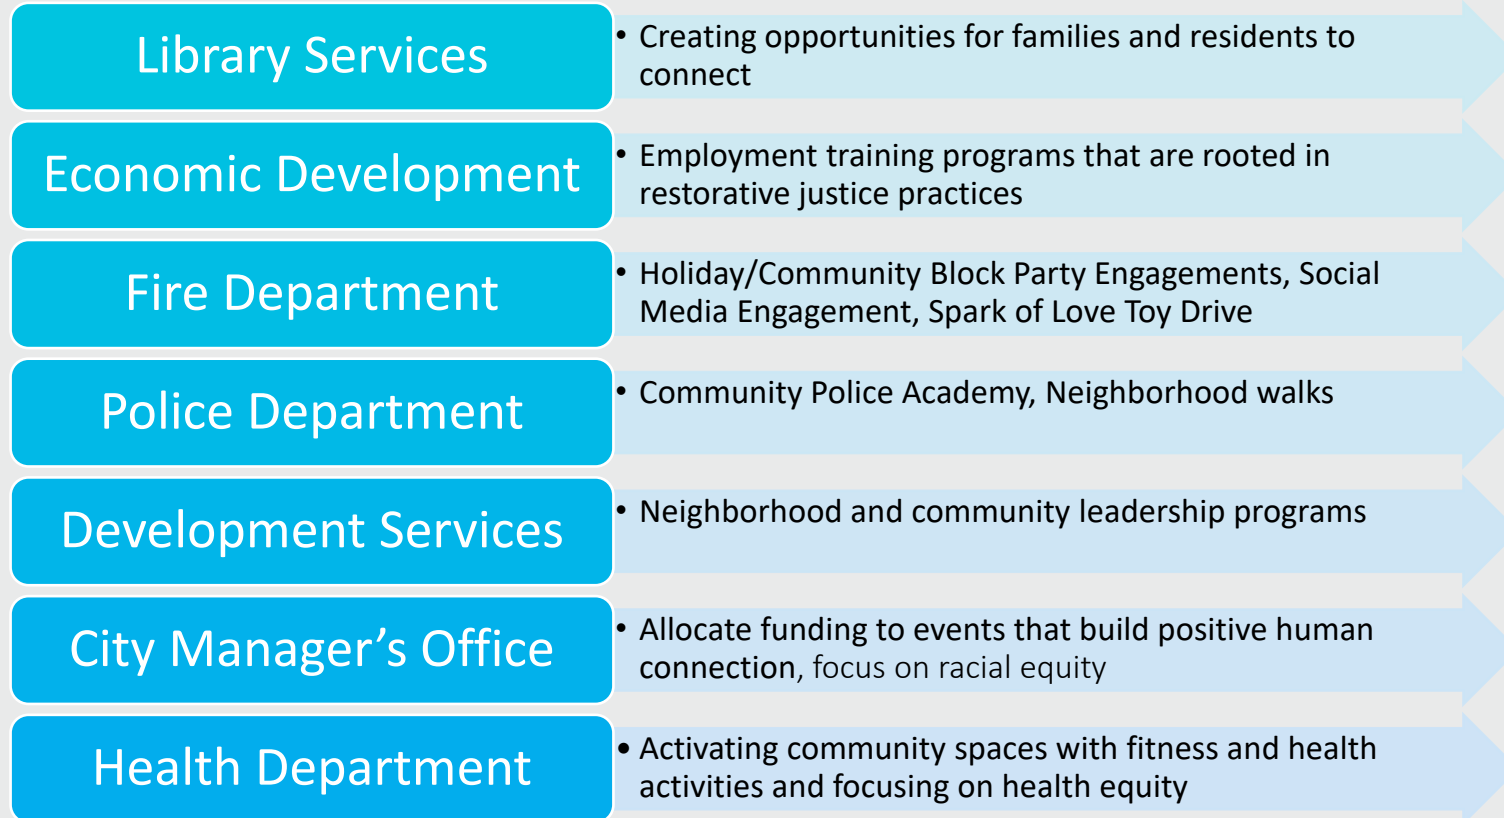 Library Services
• Creating opportunities for families and residents to
connect
Economic Development
• Employment training programs that are rooted in
restorative justice practices
Fire Department
• Holiday/Community Block Party Engagements, Social
Media Engagement, Spark of Love Toy Drive
Police Department
• Community Police Academy, Neighborhood walks
Development Services
• Neighborhood and community leadership programs
City Manager’s Office
• Allocate funding to events that build positive human
connection, focus on racial equity
Health Department
• Activating community spaces with fitness and health
activities and focusing on health equity